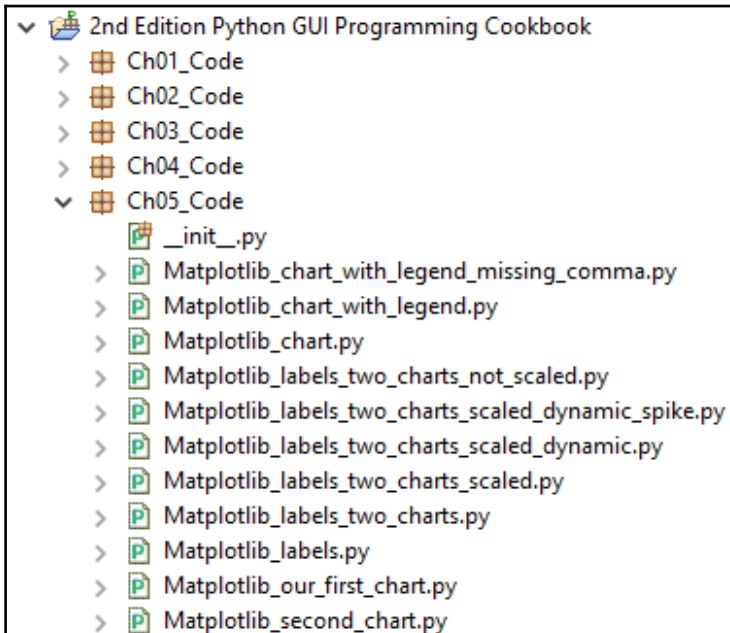 2nd Edition Python GUI Programming Cookbook
Ch01_Code
Ch02_Code
Ch03_Code
Ch04_Code
Ch05_Code
__init__.py
Matplotlib_chart_with_legend_missing_comma.py
Matplotlib_chart_with_legend.py
Matplotlib_chart.py
Matplotlib_labels_two_charts_not_scaled.py
Matplotlib_labels_two_charts_scaled_dynamic_spike.py
Matplotlib_labels_two_charts_scaled_dynamic.py
Matplotlib_labels_two_charts_scaled.py
Matplotlib_labels_two_charts.py
Matplotlib_labels.py
Matplotlib_our_first_chart.py
Matplotlib_second_chart.py